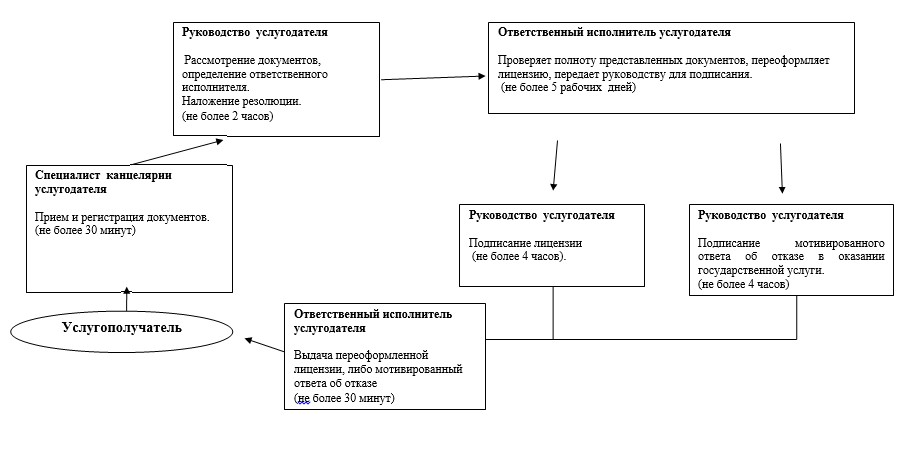 Руководство услугодателя
Рассмотрение документов,
определение ответственного
исполнителя.
Наложение резолюции.
(не более 2 часов)
Ответственный исполнитель услугодателя
Проверяет полноту представленных документов, переоформляет
лицензию, передает руководству для подписания.
(не более 5 рабочих дней)
Специалист канцелярии
услугодателя
Прием и регистрация документов.
(не более 30 минут)
Руководство услугодателя
Подписание лицензии
(не более 4 часов).
Руководство услугодателя
Подписание мотивированного
ответа об отказе в оказании
государственной услуги.
(не более 4 часов)
Услугополучатель
Ответственный исполнитель
услугодателя
Выдача переоформленной
лицензии, либо мотивированный
ответа об отказе
(не более 30 минут)